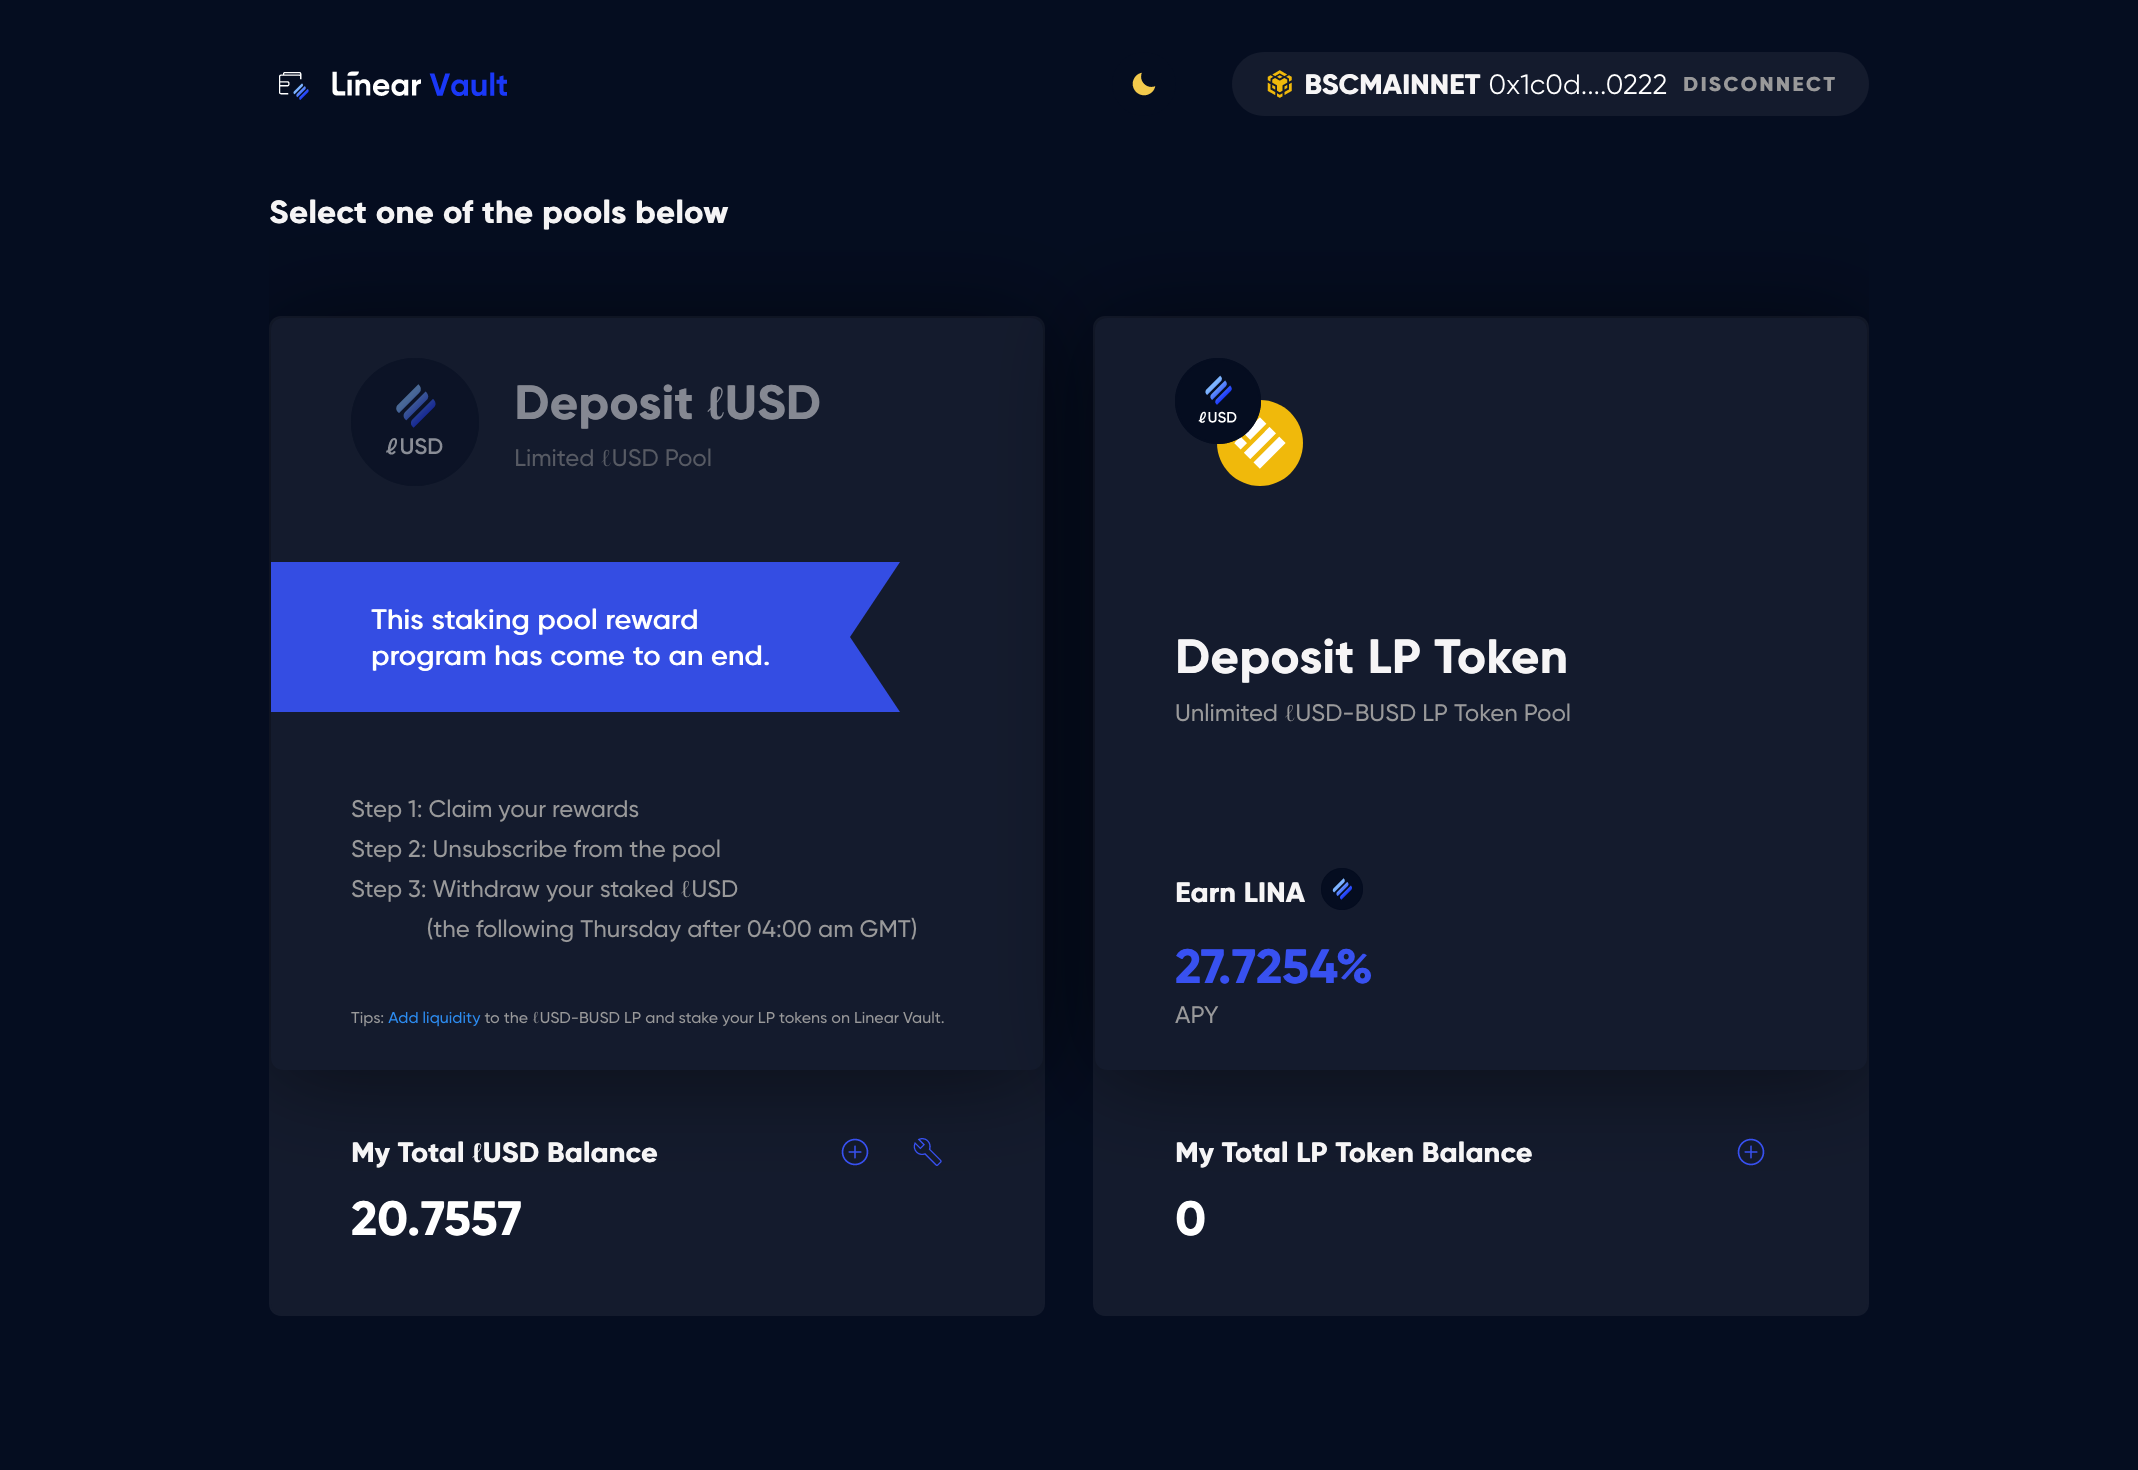 Linear Vault
BSCMAINNET 0x1c0d....0222 DISCONNECT
Select one of the pools below
ℓUSD
Deposit ℓUSD
Limited ℓUSD Pool
This staking pool reward
program has come to an end.
Step 1: Claim your rewards
Step 2: Unsubscribe from the pool
Step 3: Withdraw your staked ℓUSD
(the following Thursday after 04:00 am GMT)
Tips: Add liquidity to the ℓUSD-BUSD LP and stake your LP tokens on Linear Vault.
My Total ℓUSD Balance
20.7557
ℓUSD
Deposit LP Token
Unlimited ℓUSD-BUSD LP Token Pool
Earn LINA
27.7254%
APY
My Total LP Token Balance
0